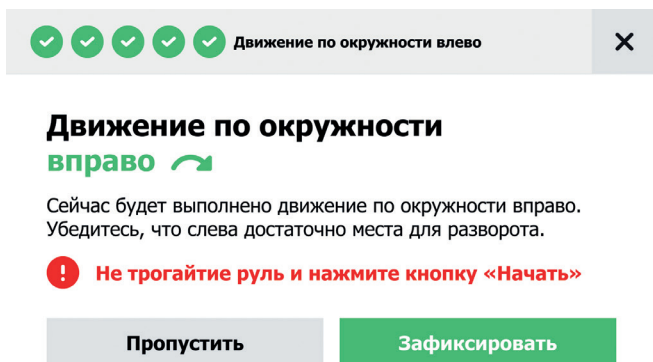 Движение по окружности влево
Движение по окружности
вправо
Сейчас будет выполнено движение по окружности вправо.
Убедитесь, что слева достаточно места для разворота.
Не трогайтие руль и нажмите кнопку «Начать»
Пропустить
Зафиксировать